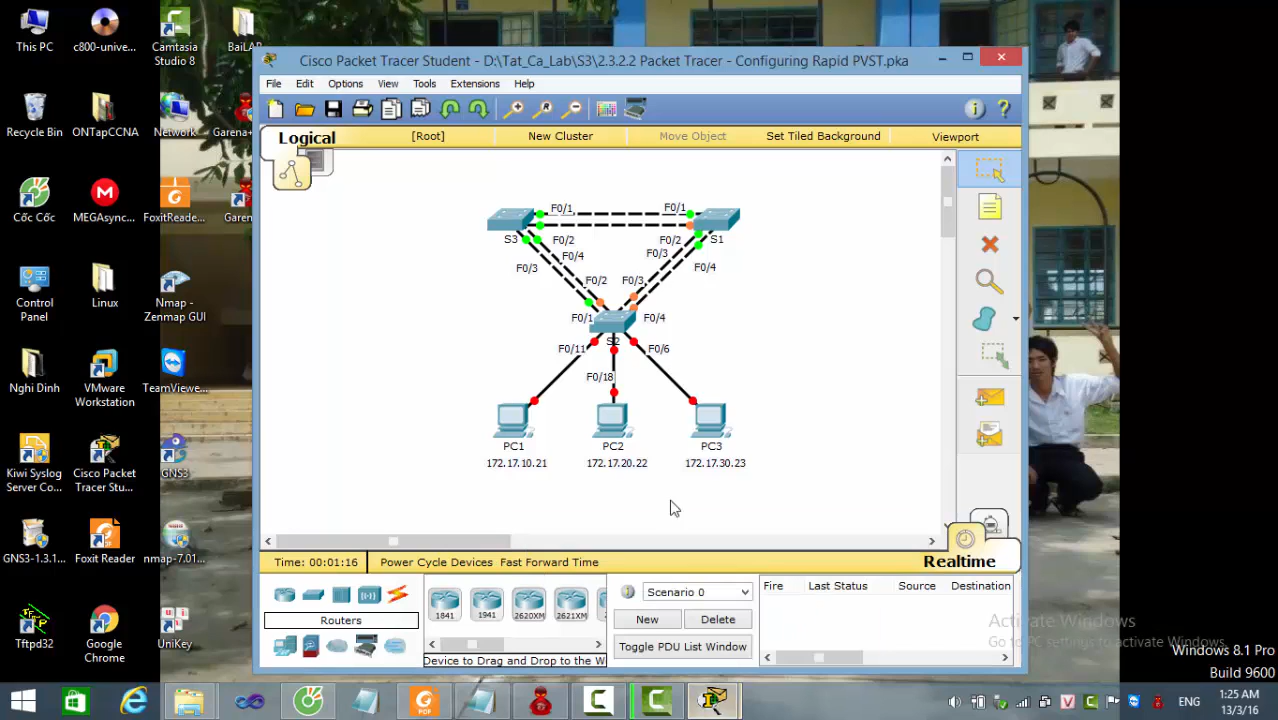 This PC
c800-unive...
Camtasia
Studio 8
BaiLAB
Recycle Bin
ONTapCCNA
Network
Garena+
Cốc Cốc
MEGAsync...
FoxitReade...
Garen
Control
Panel
Linux
Nmap -
Zenmap GUI
Nghi Dinh
VMware
Workstation
TeamViewe...
Kiwi Syslog
Server Co...
Cisco Packet
Tracer Stu...
GNS3
GNS3-1.3.1...
Foxit Reader
nmap-7.01...
Tftpd32
Google
Chrome
UniKey
Cisco Packet Tracer Student - D:\Tat_Ca_Lab\S3\2.3.2.2 Packet Tracer - Configuring Rapid PVST.pka
File Edit Options View Tools Extensions Help
Logical [Root] New Cluster Move Object Set Tiled Background Viewport
F0/1 F0/1
S3 F0/2 F0/2 S1
F0/4 F0/3
F0/3 F0/4
F0/2 F0/3
F0/1 F0/4
S2
F0/11 F0/6
F0/18
PC1 PC2 PC3
172.17.10.21 172.17.20.22 172.17.30.23
Time: 00:01:16 Power Cycle Devices Fast Forward Time Realtime
Scenario 0
Fire Last Status Source Destination
1841 1941 2620XM 2621XM
Routers
New Delete
Toggle PDU List Window
Device to Drag and Drop to the W
Activate Windows
Go to PC settings to activate Windows.
Windows 8.1 Pro
Build 9600
ENG
1:25 AM
13/3/16